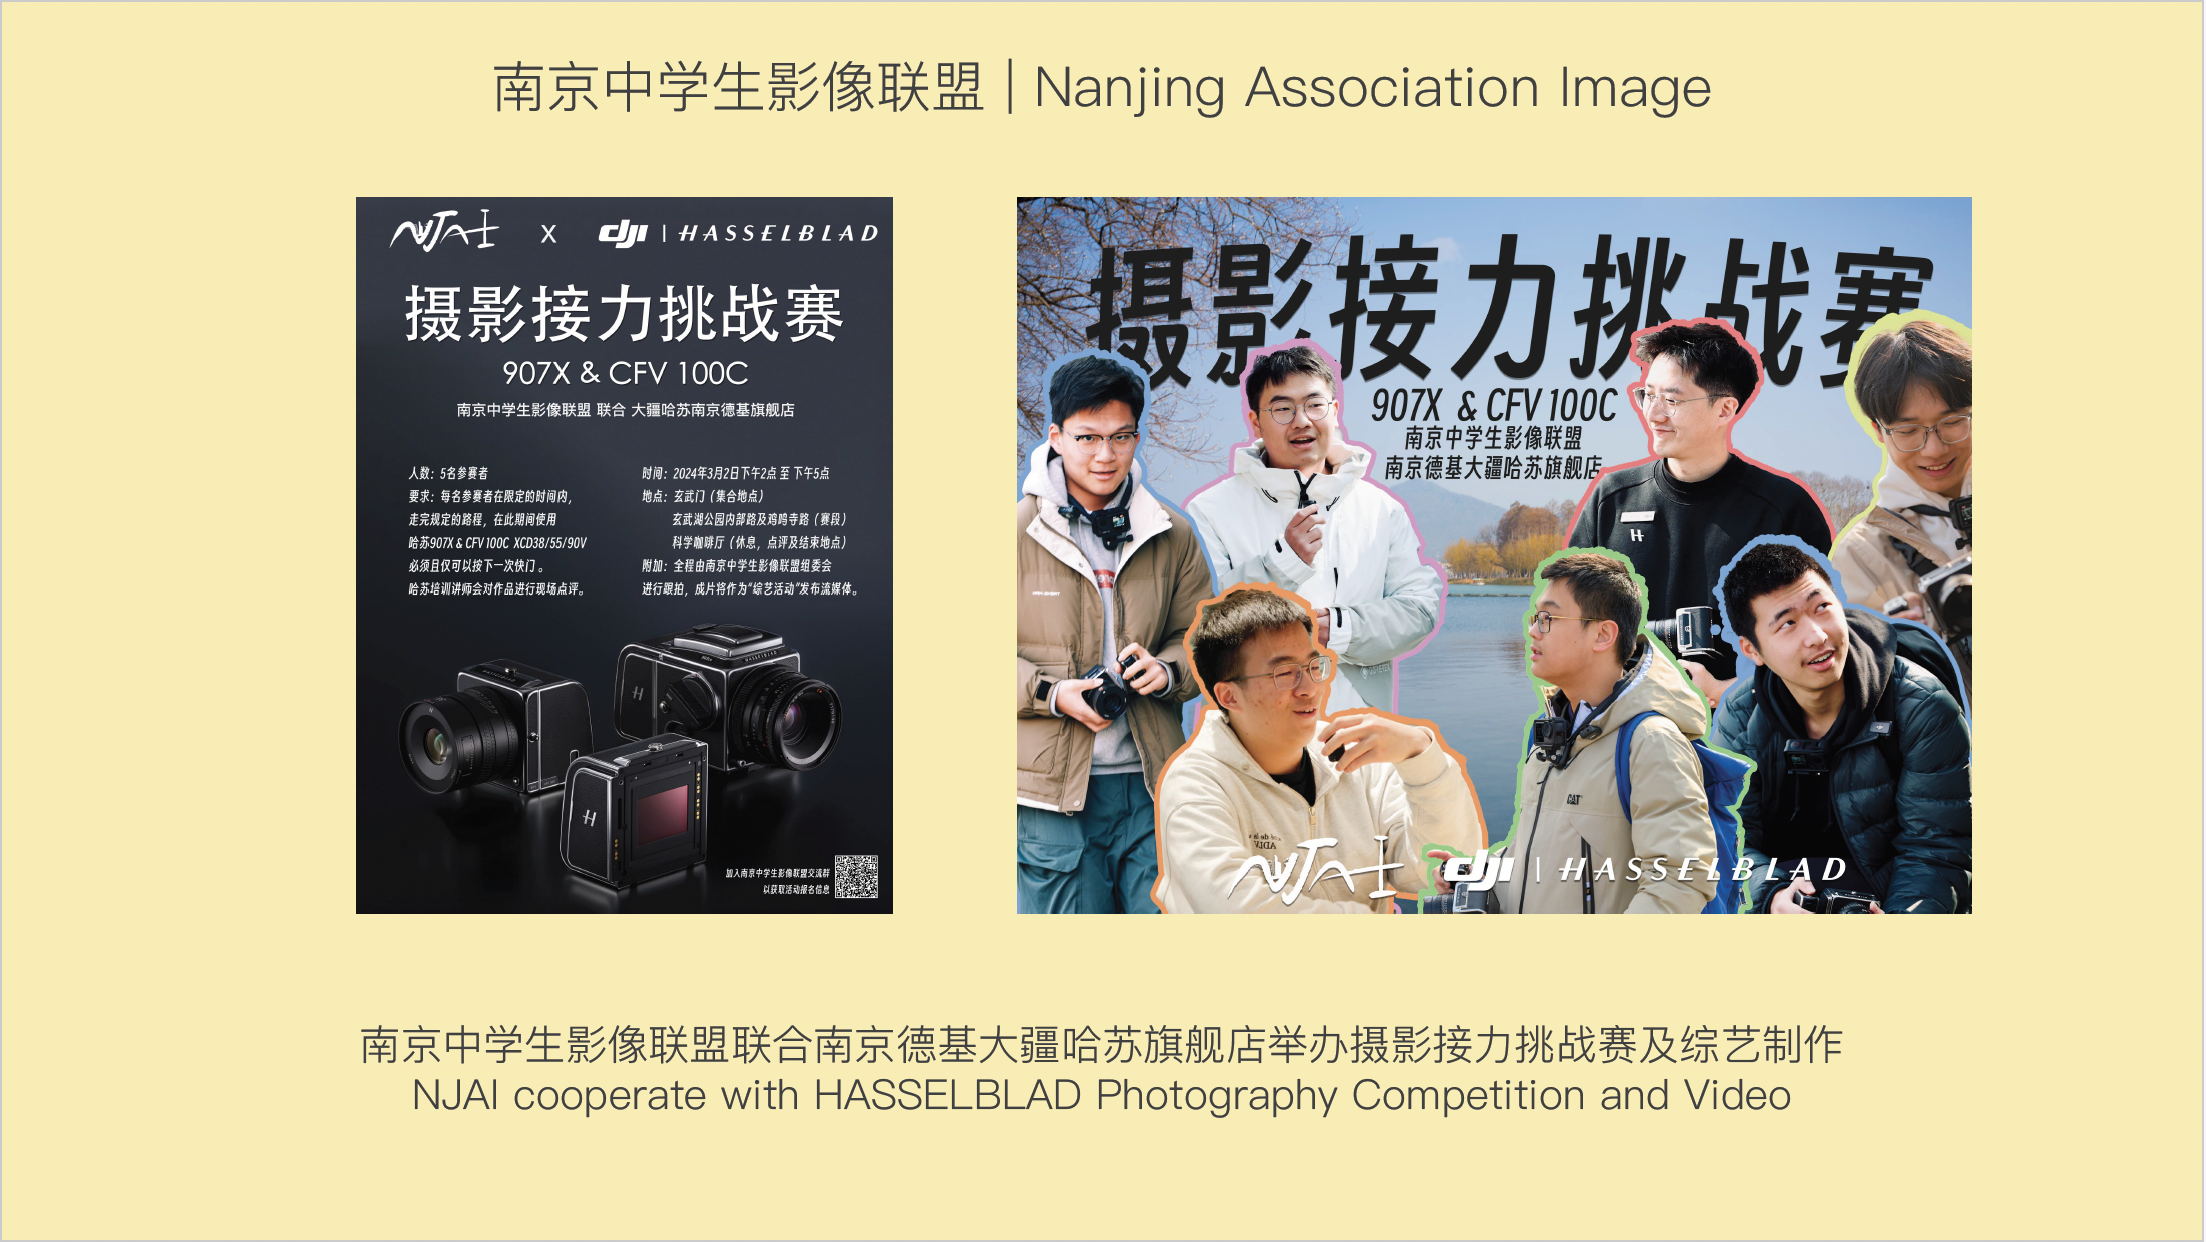 南京中学生影像联盟 | Nanjing Association Image
NJAI X dji | HASSELBLAD
摄影接力挑战赛
907X & CFV 100C
南京中学生影像联盟 联合 大疆哈苏南京德基旗舰店
人数：5名参赛者
要求：每名参赛者在限定的时间内，
走完规定的路程，在此期间使用
哈苏907X & CFV 100C XCD38/55/90V
必须且仅可以按下一次快门 。
哈苏培训讲师会对作品进行现场点评。
时间：2024年3月2日下午2点 至 下午5点
地点：玄武门（集合地点）
玄武湖公园内部路及鸡鸣寺路（赛段）
科学咖啡厅（休息，点评及结束地点）
附加：全程由南京中学生影像联盟组委会
进行跟拍，成片将作为“综艺活动”发布流媒体。
HASSELBLAD
加入南京中学生影像联盟交流群
以获取活动报名信息
摄影接力挑战赛
907X & CFV 100C
南京中学生影像联盟
南京德基大疆哈苏旗舰店
H
CAT
NJAI dji | HASSELBLAD
南京中学生影像联盟联合南京德基大疆哈苏旗舰店举办摄影接力挑战赛及综艺制作
NJAI cooperate with HASSELBLAD Photography Competition and Video